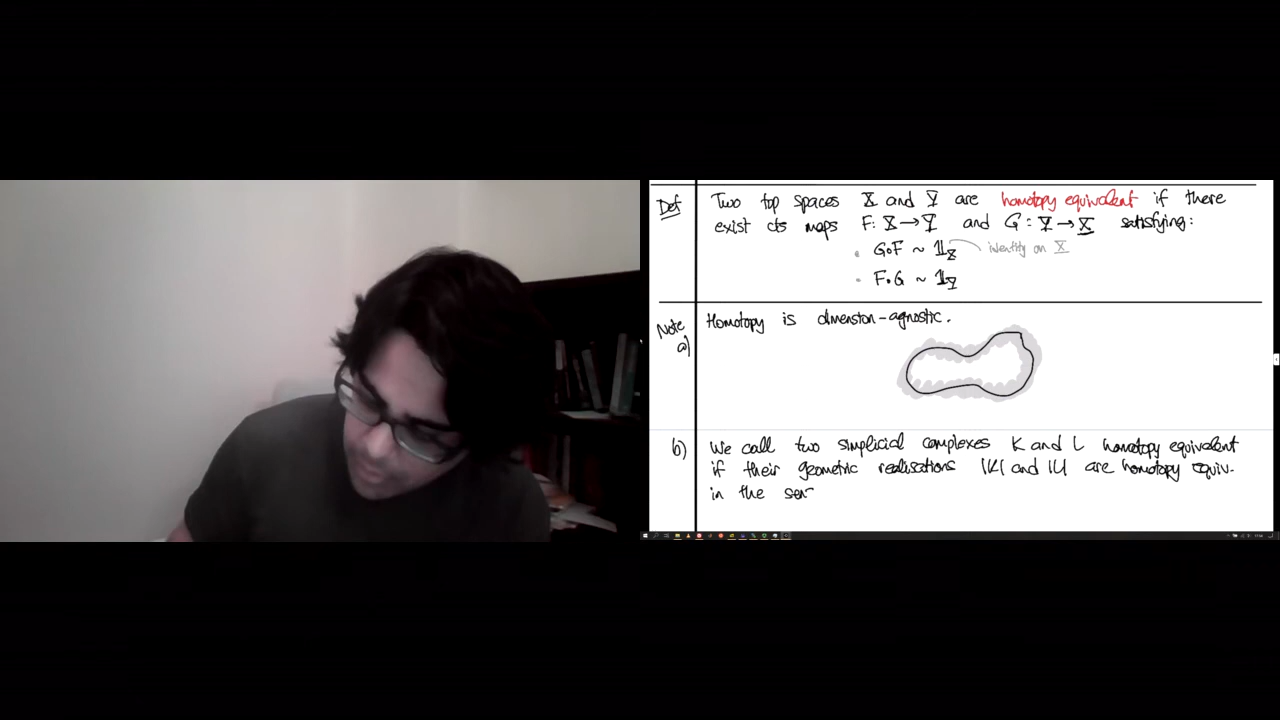 Def
Two top spaces X and Y are homotopy equivalent if there
exist cts maps F: X → Y and G: Y → X satisfying:
• G∘F ~ 𝟙_X identity on X
• F∘G ~ 𝟙_Y
Note
a)
Homotopy is dimension-agnostic.
b)
We call two simplicial complexes K and L homotopy equivalent
if their geometric realisations |K| and |L| are homotopy equiv.
in the sen